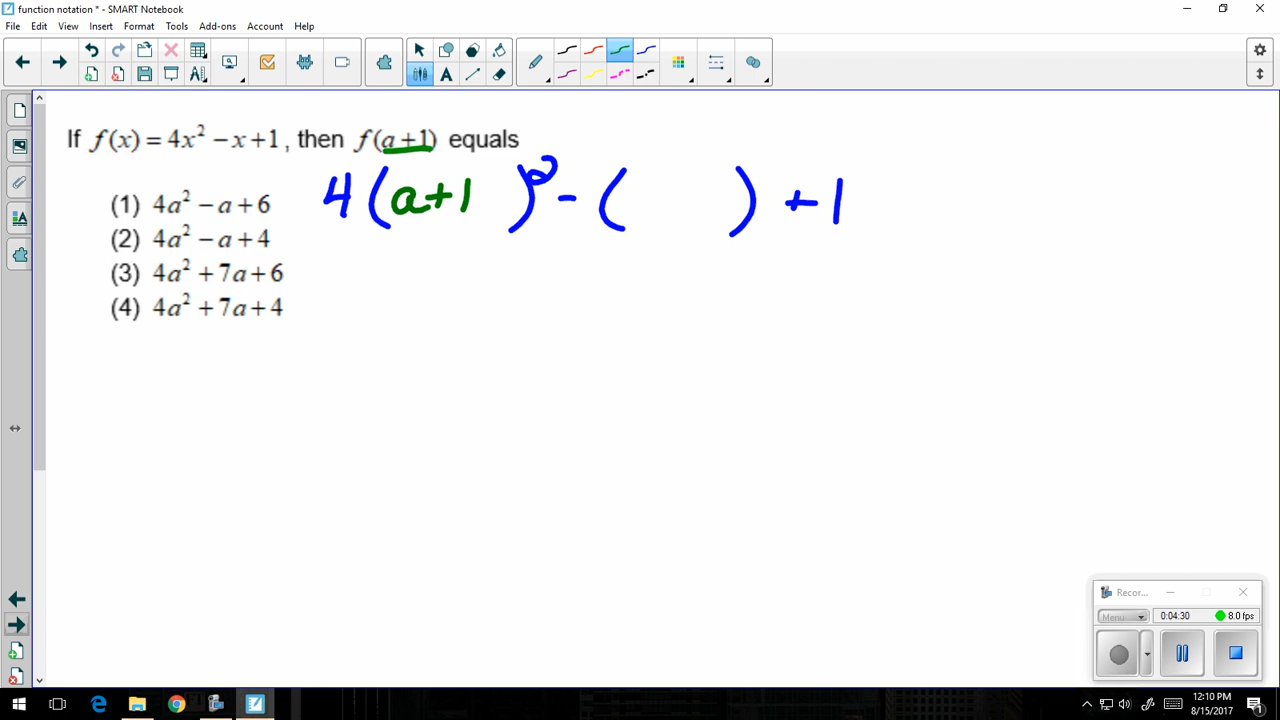 function notation * - SMART Notebook
File Edit View Insert Format Tools Add-ons Account Help
If f(x) = 4x² − x + 1, then f(a+1) equals
4(a+1)² - ( ) + 1
(1) 4a² − a + 6
(2) 4a² − a + 4
(3) 4a² + 7a + 6
(4) 4a² + 7a + 4
Recor...
Menu 0:04:30 8.0 fps
12:10 PM
8/15/2017